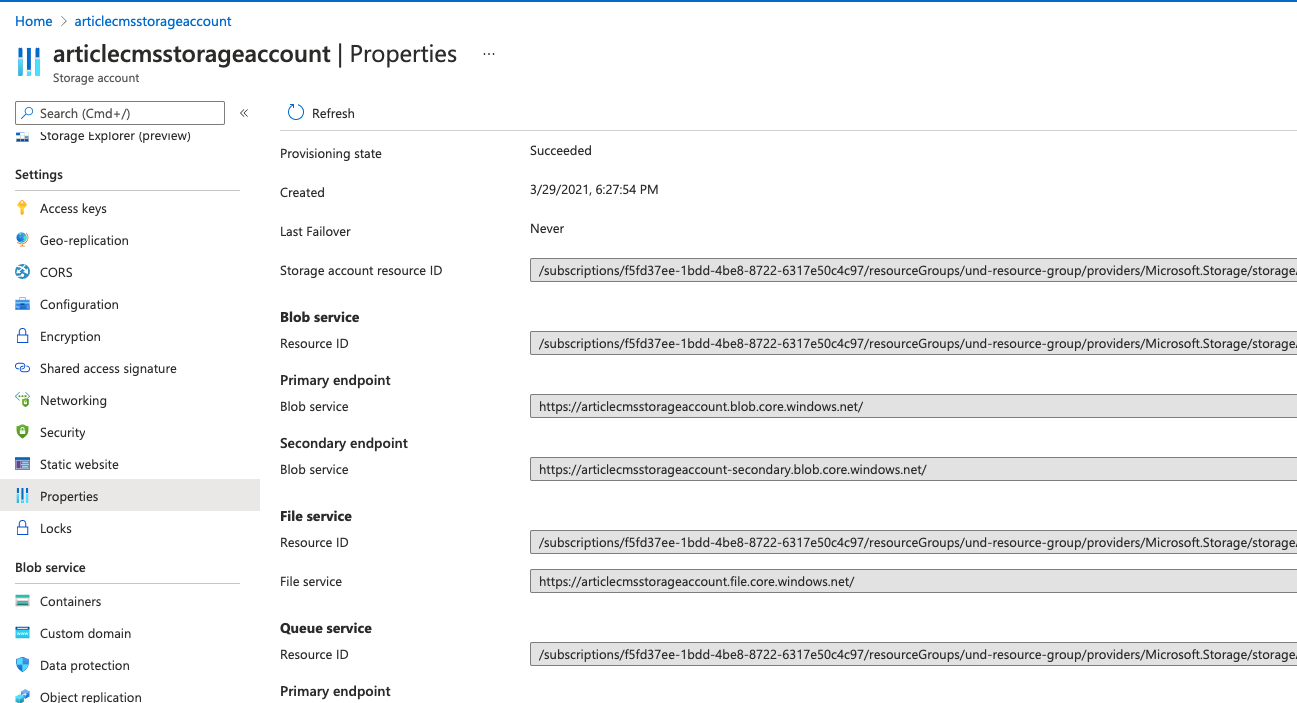 Home > articlecmsstorageaccount
articlecmsstorageaccount | Properties ...
Storage account
Search (Cmd+/)
«
Refresh
Storage Explorer (preview)
Settings
Access keys
Geo-replication
CORS
Configuration
Encryption
Shared access signature
Networking
Security
Static website
Properties
Locks
Blob service
Containers
Custom domain
Data protection
Object replication
Provisioning state Succeeded
Created 3/29/2021, 6:27:54 PM
Last Failover Never
Storage account resource ID /subscriptions/f5fd37ee-1bdd-4be8-8722-6317e50c4c97/resourceGroups/und-resource-group/providers/Microsoft.Storage/storage
Blob service
Resource ID /subscriptions/f5fd37ee-1bdd-4be8-8722-6317e50c4c97/resourceGroups/und-resource-group/providers/Microsoft.Storage/storage
Primary endpoint
Blob service https://articlecmsstorageaccount.blob.core.windows.net/
Secondary endpoint
Blob service https://articlecmsstorageaccount-secondary.blob.core.windows.net/
File service
Resource ID /subscriptions/f5fd37ee-1bdd-4be8-8722-6317e50c4c97/resourceGroups/und-resource-group/providers/Microsoft.Storage/storage
File service https://articlecmsstorageaccount.file.core.windows.net/
Queue service
Resource ID /subscriptions/f5fd37ee-1bdd-4be8-8722-6317e50c4c97/resourceGroups/und-resource-group/providers/Microsoft.Storage/storage
Primary endpoint